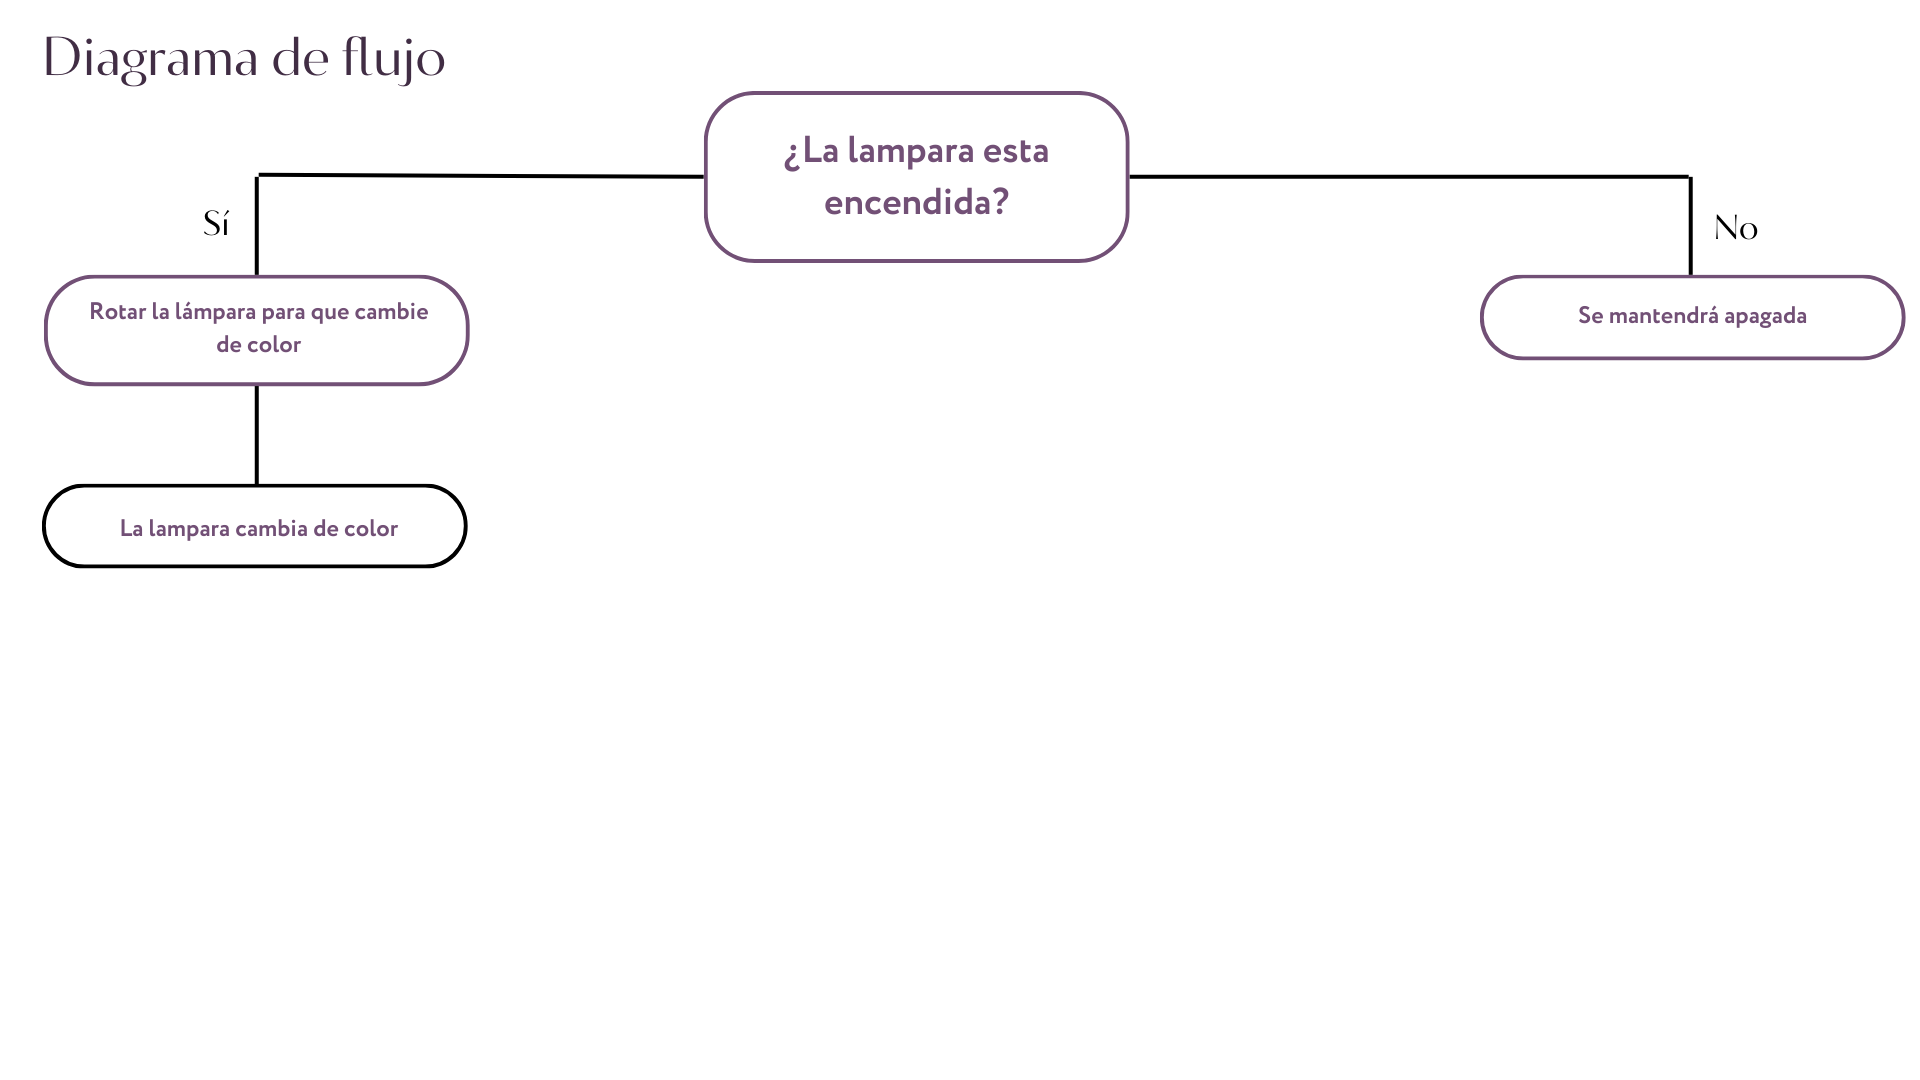 Diagrama de flujo
¿La lampara esta
encendida?
Sí
No
Rotar la lámpara para que cambie
de color
Se mantendrá apagada
La lampara cambia de color